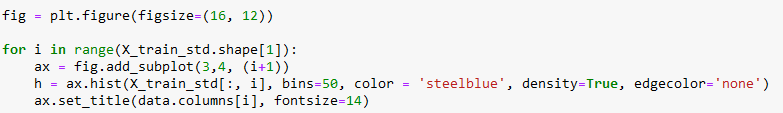 fig = plt.figure(figsize=(16, 12))
for i in range(X_train_std.shape[1]):
    ax = fig.add_subplot(3,4, (i+1))
    h = ax.hist(X_train_std[:, i], bins=50, color = 'steelblue', density=True, edgecolor='none')
    ax.set_title(data.columns[i], fontsize=14)